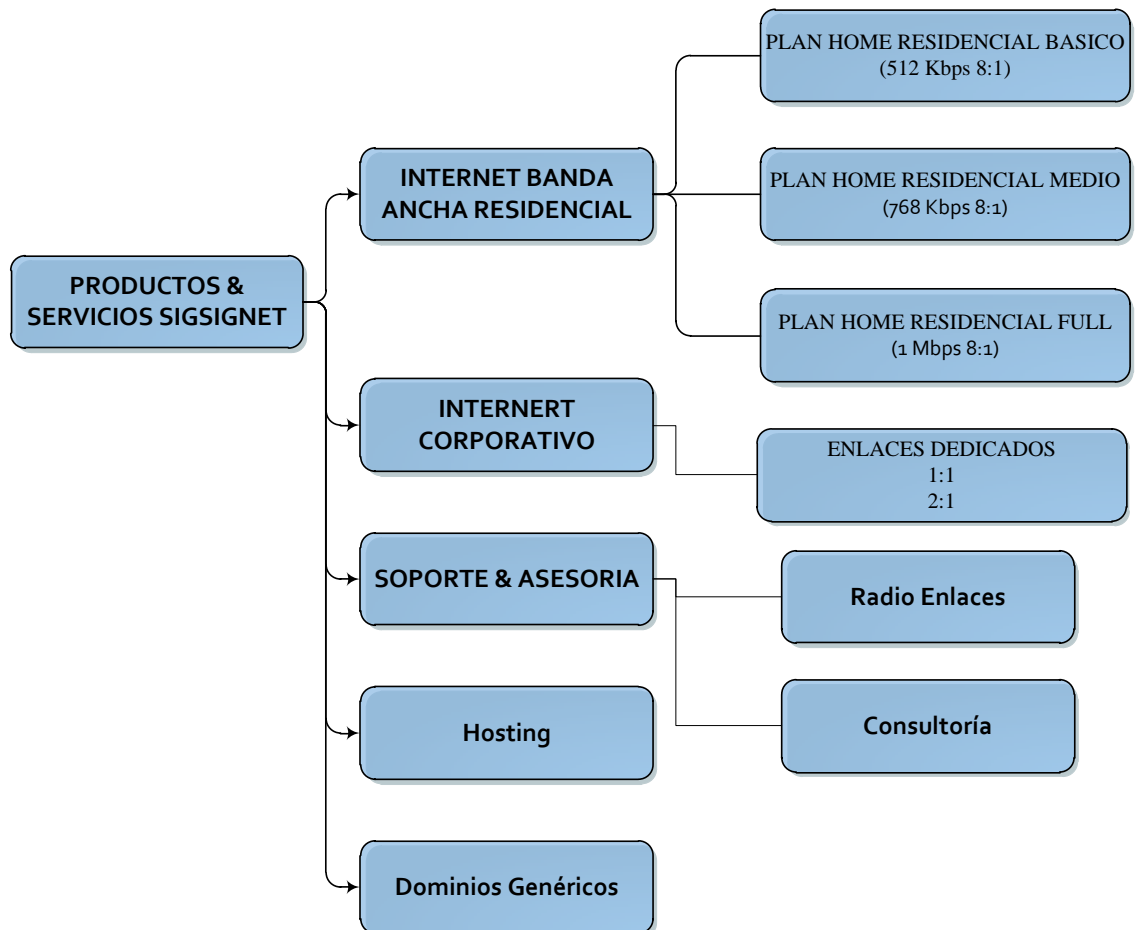 PRODUCTOS &
SERVICIOS SIGSIGNET
INTERNET BANDA
ANCHA RESIDENCIAL
PLAN HOME RESIDENCIAL BASICO
(512 Kbps 8:1)
PLAN HOME RESIDENCIAL MEDIO
(768 Kbps 8:1)
PLAN HOME RESIDENCIAL FULL
(1 Mbps 8:1)
INTERNERT
CORPORATIVO
ENLACES DEDICADOS
1:1
2:1
SOPORTE & ASESORIA
Radio Enlaces
Consultoría
Hosting
Dominios Genéricos